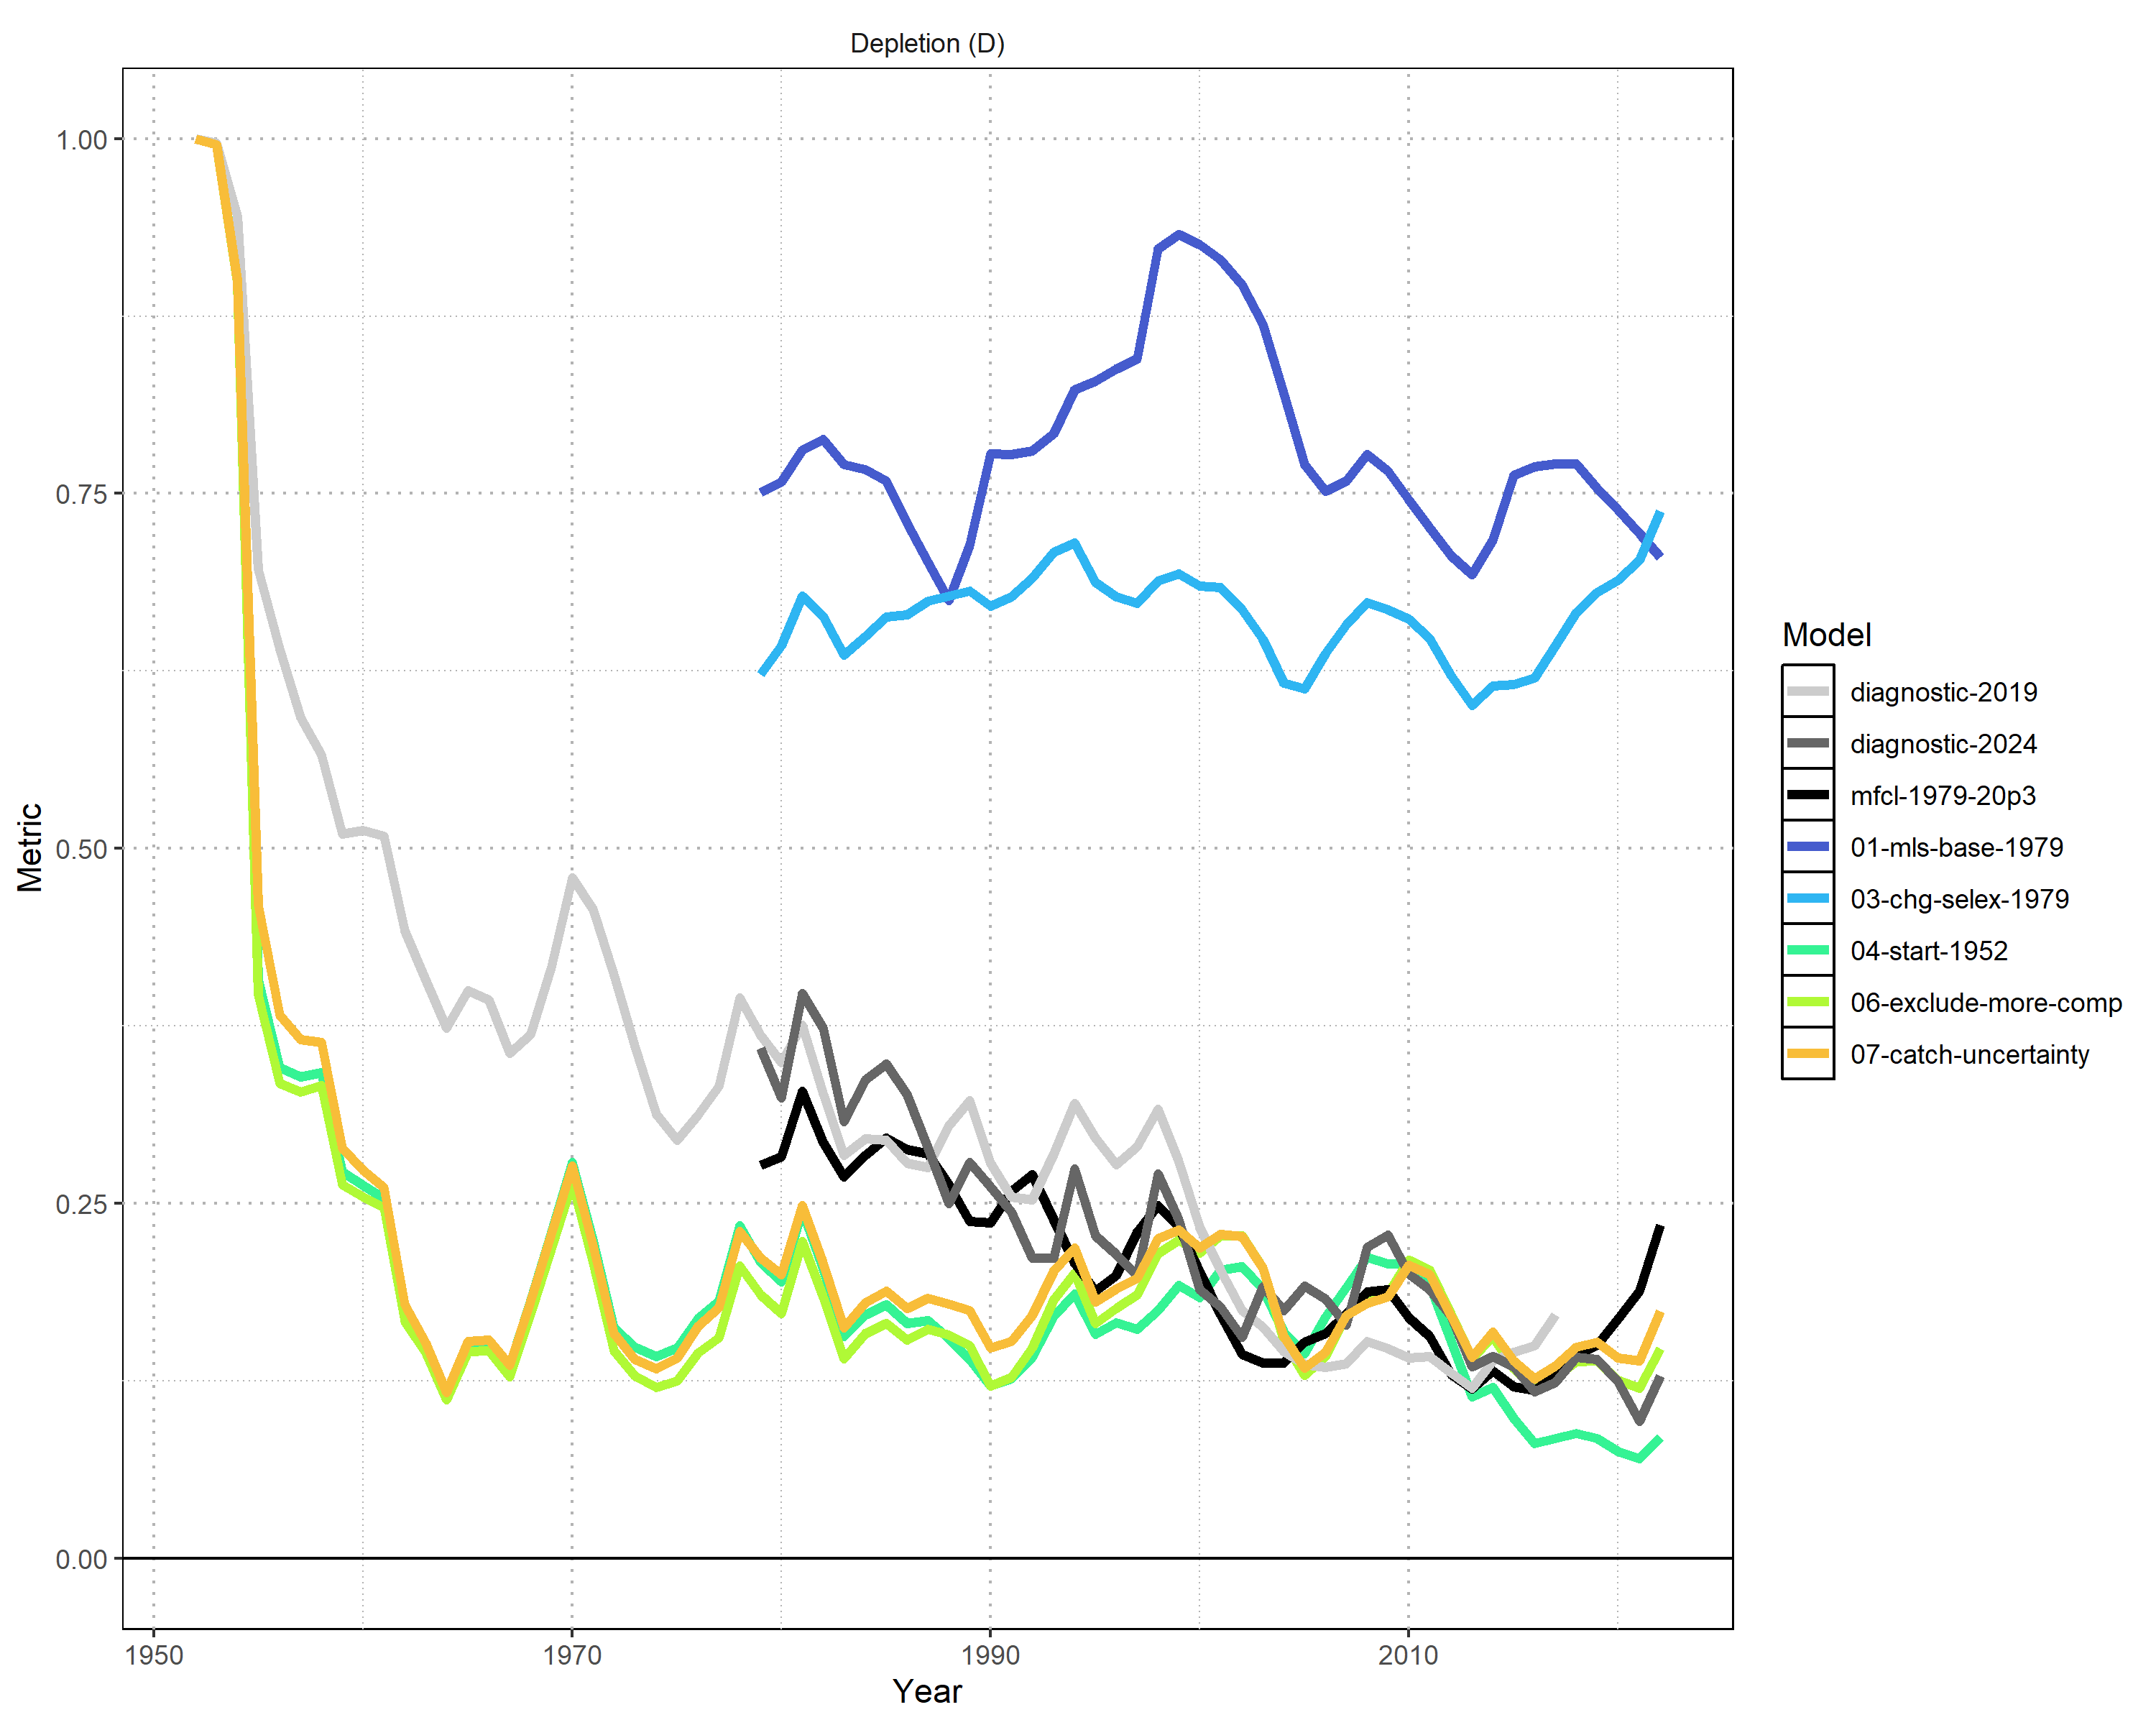 Depletion (D)
1.00
0.75
0.50
0.25
0.00
Metric
1950
1970
1990
2010
Year
Model
diagnostic-2019
diagnostic-2024
mfcl-1979-20p3
01-mls-base-1979
03-chg-selex-1979
04-start-1952
06-exclude-more-comp
07-catch-uncertainty